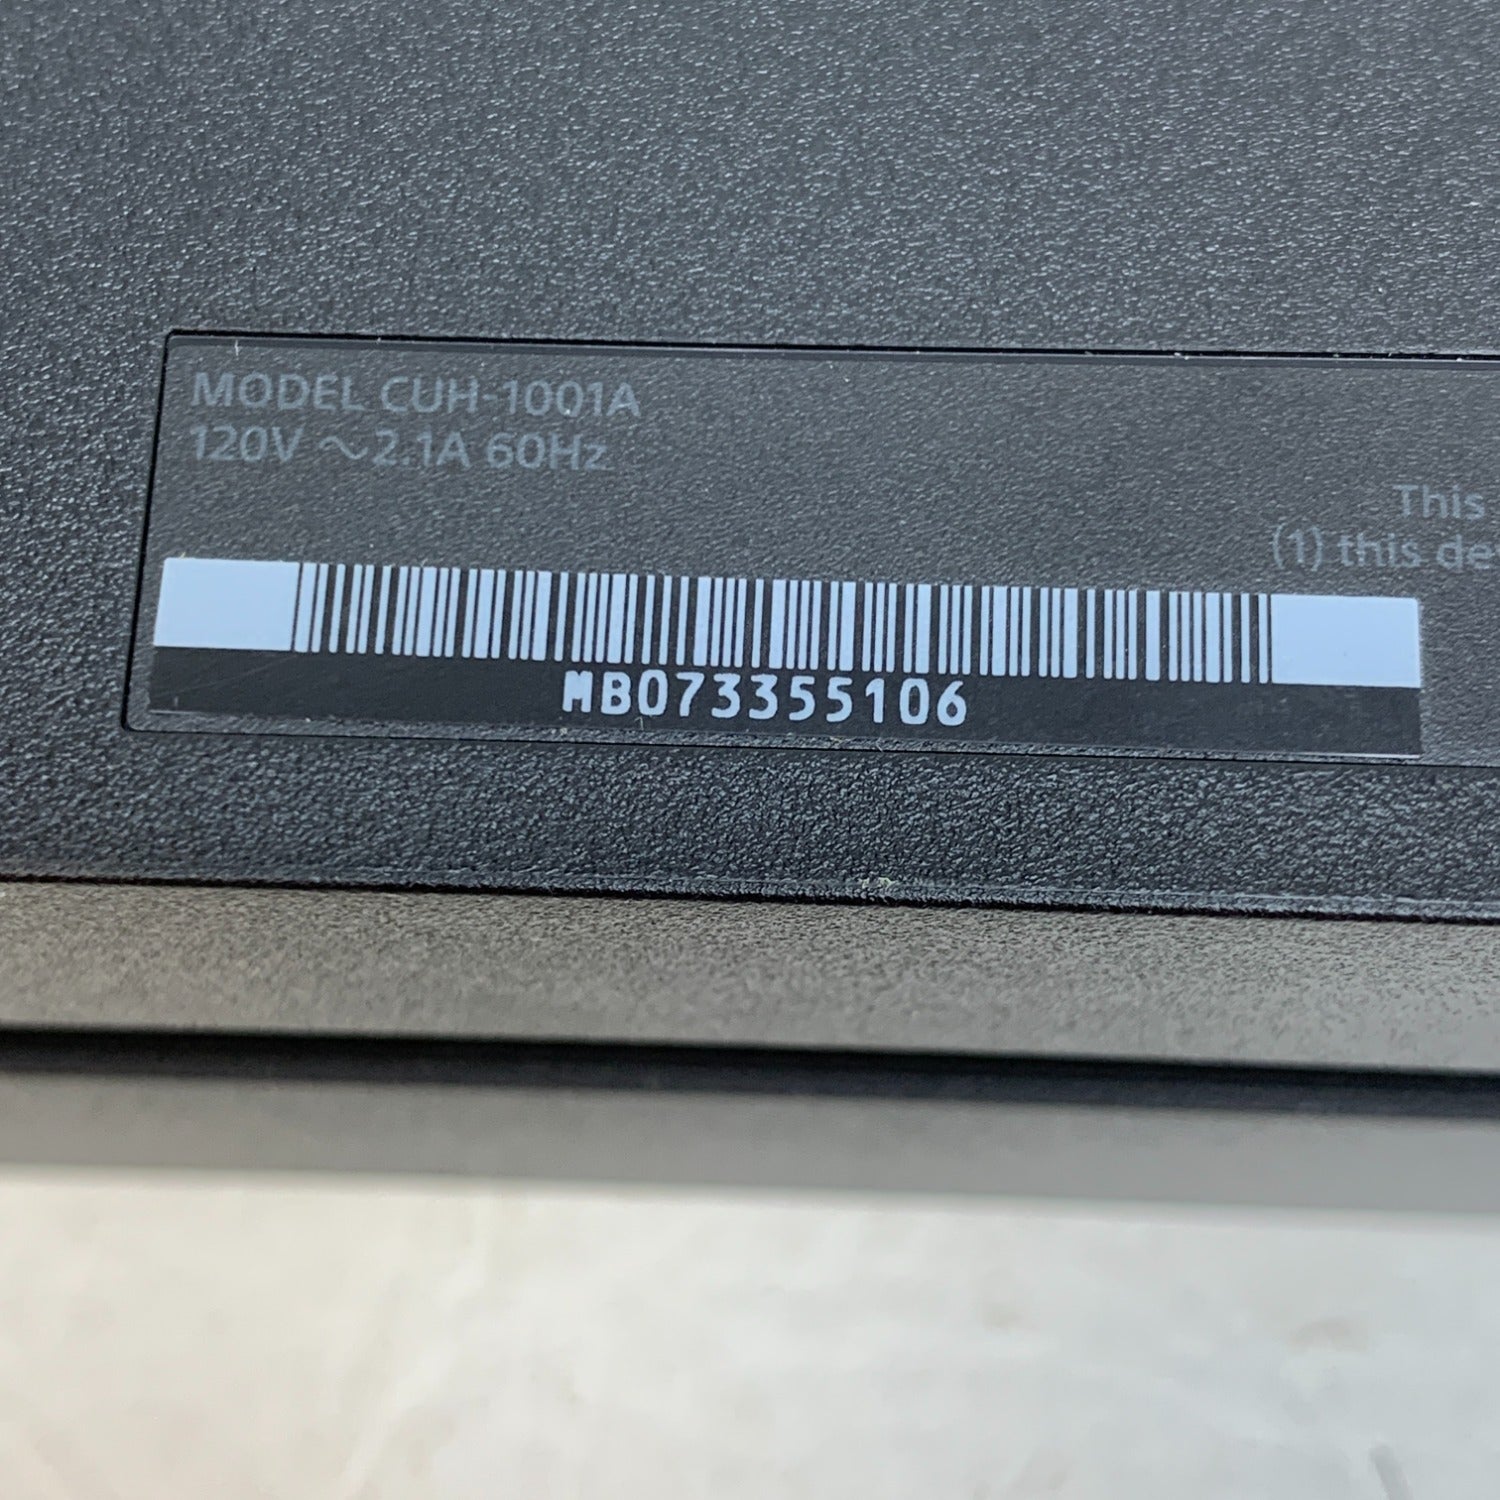 MODEL CUH-1001A
120V ～2.1A 60Hz
This
(1) this de
MB073355106